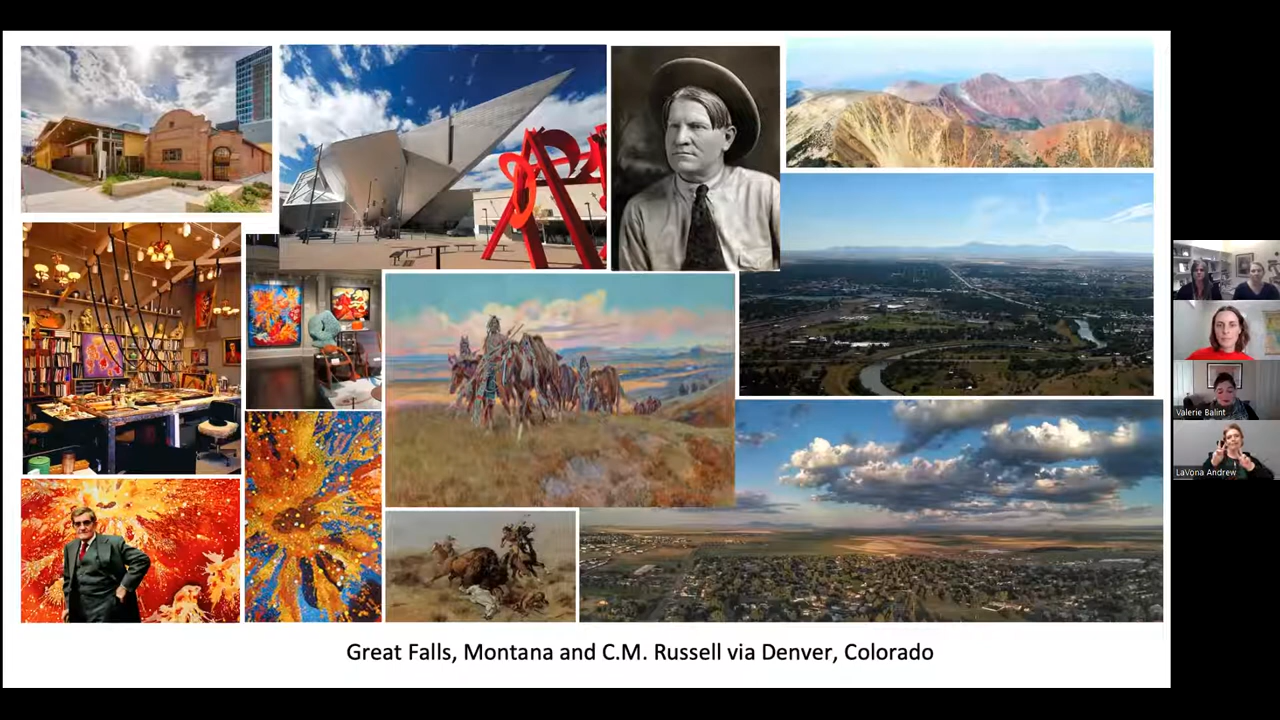 Valerie Balint
LaVona Andrew
Great Falls, Montana and C.M. Russell via Denver, Colorado